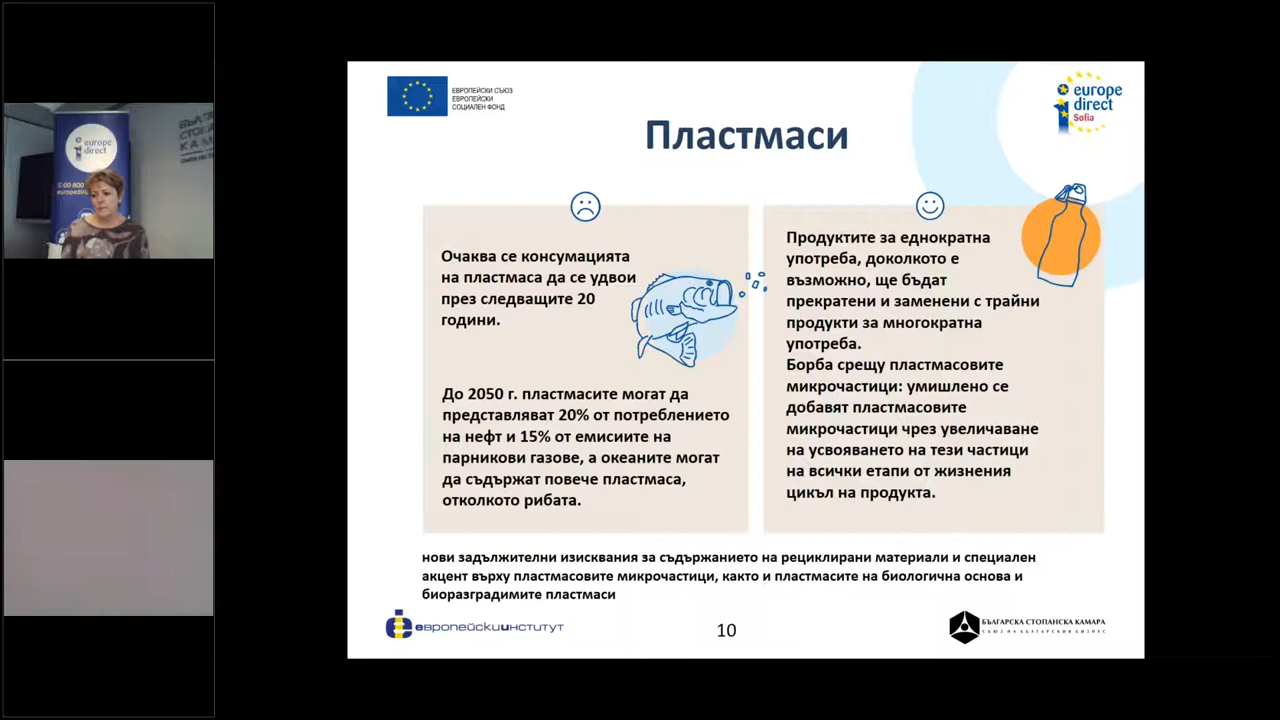 europe
direct
ЕВРОПЕЙСКИ СЪЮЗ
ЕВРОПЕЙСКИ
СОЦИАЛЕН ФОНД
europe
direct
Sofia
Пластмаси
Очаква се консумацията
на пластмаса да се удвои
през следващите 20
години.
До 2050 г. пластмасите могат да
представляват 20% от потреблението
на нефт и 15% от емисиите на
парникови газове, а океаните могат
да съдържат повече пластмаса,
отколкото рибата.
Продуктите за еднократна
употреба, доколкото е
възможно, ще бъдат
прекратени и заменени с трайни
продукти за многократна
употреба.
Борба срещу пластмасовите
микрочастици: умишлено се
добавят пластмасовите
микрочастици чрез увеличаване
на усвояването на тези частици
на всички етапи от жизнения
цикъл на продукта.
нови задължителни изисквания за съдържанието на рециклирани материали и специален
акцент върху пластмасовите микрочастици, както и пластмасите на биологична основа и
биоразградимите пластмаси
европейскиинститут
10
БЪЛГАРСКА СТОПАНСКА КАМАРА
СЪЮЗ НА БЪЛГАРСКИЯ БИЗНЕС